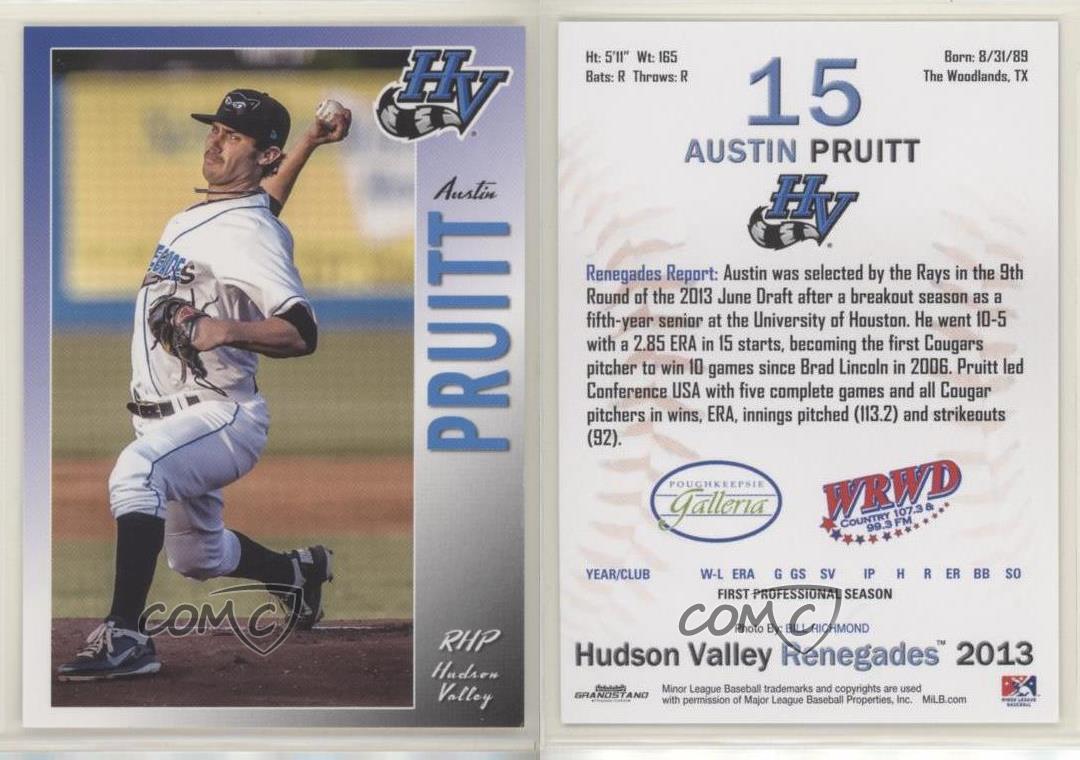 HV
Austin
PRUITT
RHP
Hudson
Valley
COMC
Ht: 5'11" Wt: 165
Bats: R Throws: R
Born: 8/31/89
The Woodlands, TX
15
AUSTIN PRUITT
HV
Renegades Report: Austin was selected by the Rays in the 9th
Round of the 2013 June Draft after a breakout season as a
fifth-year senior at the University of Houston. He went 10-5
with a 2.85 ERA in 15 starts, becoming the first Cougars
pitcher to win 10 games since Brad Lincoln in 2006. Pruitt led
Conference USA with five complete games and all Cougar
pitchers in wins, ERA, innings pitched (113.2) and strikeouts
(92).
POUGHKEEPSIE
Galleria
WRWD
COUNTRY 107.3 &
99.3 FM
YEAR/CLUB W-L ERA G GS SV IP H R ER BB SO
FIRST PROFESSIONAL SEASON
COMC
Photo By: BILL RICHMOND
Hudson Valley Renegades™ 2013
GRANDSTAND
Minor League Baseball trademarks and copyrights are used
with permission of Major League Baseball Properties, Inc. MiLB.com
MINOR LEAGUE
BASEBALL